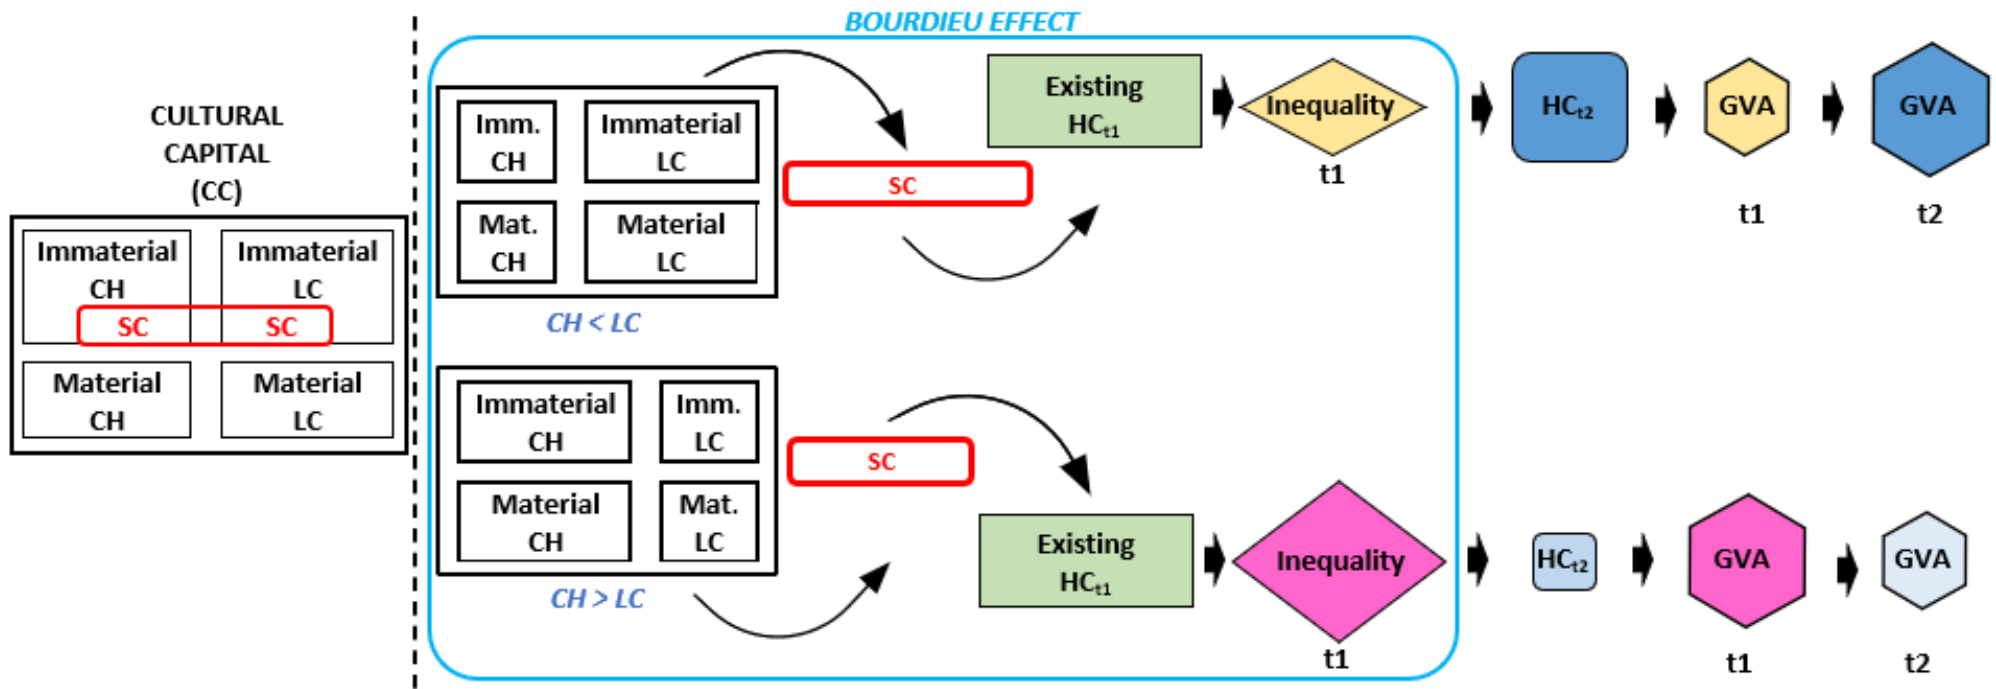 BOURDIEU EFFECT
CULTURAL
CAPITAL
(CC)
Immaterial
CH
Immaterial
LC
SC
SC
Material
CH
Material
LC
Imm.
CH
Immaterial
LC
Mat.
CH
Material
LC
CH < LC
SC
Existing
HCt1
Inequality
t1
HCt2
GVA
t1
GVA
t2
Immaterial
CH
Imm.
LC
Material
CH
Mat.
LC
CH > LC
SC
Existing
HCt1
Inequality
t1
HCt2
GVA
t1
GVA
t2